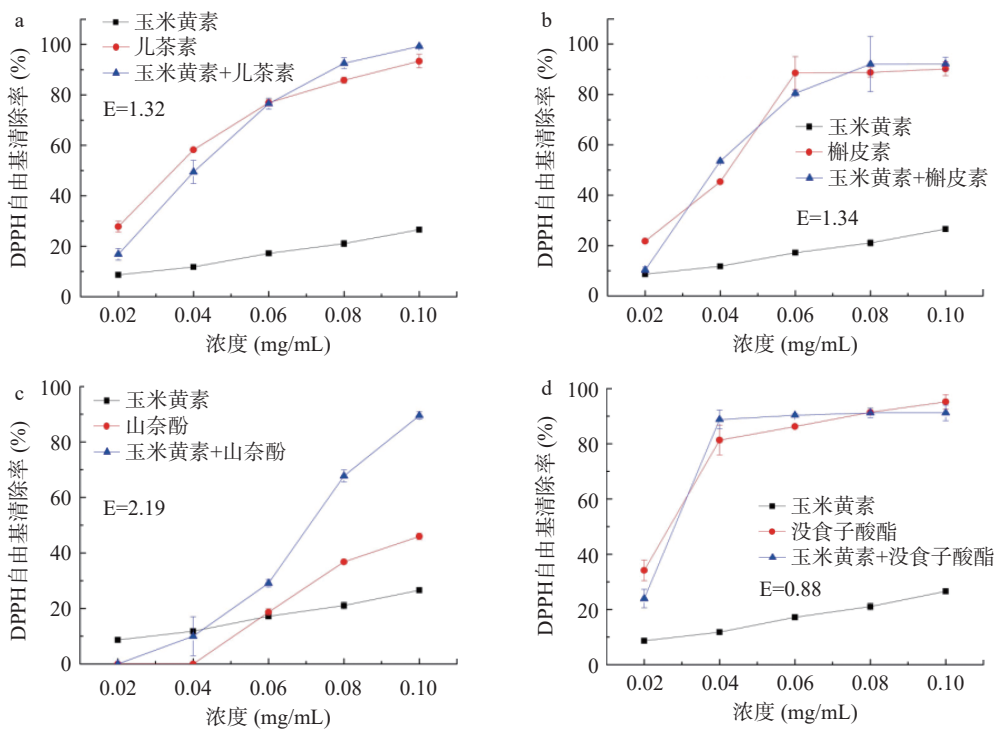 a
玉米黄素
儿茶素
玉米黄素+儿茶素
E=1.32
DPPH自由基清除率 (%)
100
80
60
40
20
0
0.02 0.04 0.06 0.08 0.10
浓度 (mg/mL)
b
玉米黄素
槲皮素
玉米黄素+槲皮素
E=1.34
DPPH自由基清除率 (%)
100
80
60
40
20
0
0.02 0.04 0.06 0.08 0.10
浓度 (mg/mL)
c
玉米黄素
山奈酚
玉米黄素+山奈酚
E=2.19
DPPH自由基清除率 (%)
100
80
60
40
20
0
0.02 0.04 0.06 0.08 0.10
浓度 (mg/mL)
d
玉米黄素
没食子酸酯
玉米黄素+没食子酸酯
E=0.88
DPPH自由基清除率 (%)
100
80
60
40
20
0
0.02 0.04 0.06 0.08 0.10
浓度 (mg/mL)